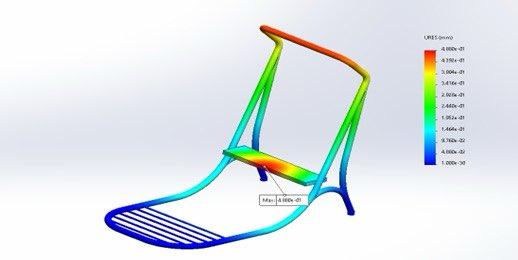 URES (mm)
4.880e-01
4.392e-01
3.904e-01
3.416e-01
2.928e-01
2.440e-01
1.952e-01
1.464e-01
9.760e-02
4.880e-02
1.000e-30
Max: 4.880e-01